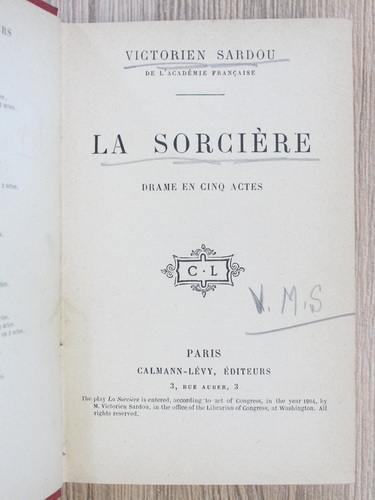 VICTORIEN SARDOU
DE L'ACADÉMIE FRANÇAISE
LA SORCIÈRE
DRAME EN CINQ ACTES
C·L
V. M. S
PARIS
CALMANN-LÉVY, ÉDITEURS
3, RUE AUBER, 3
The play La Sorcière is entered, according to act of Congress, in the year 1904, by
M. Victorien Sardou, in the office of the Librarian of Congress, at Washington. All
rights reserved.